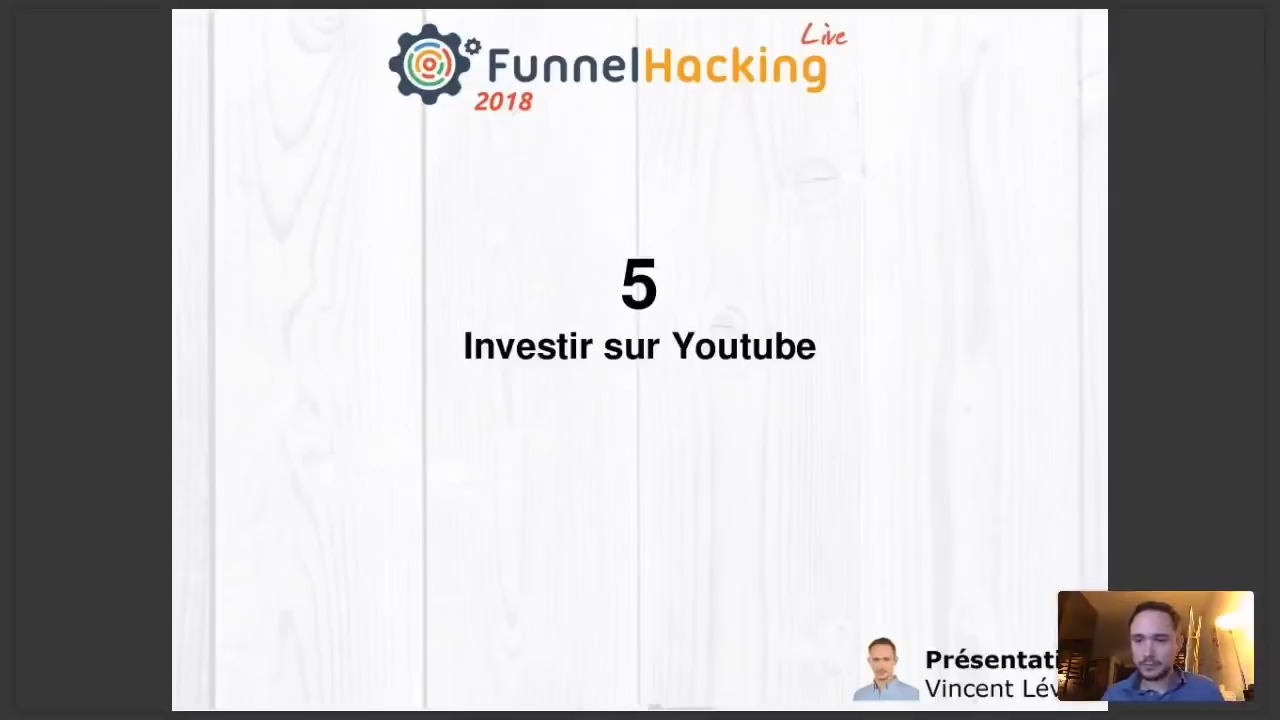 Live
FunnelHacking
2018
5
Investir sur Youtube
Présentati
Vincent Lév